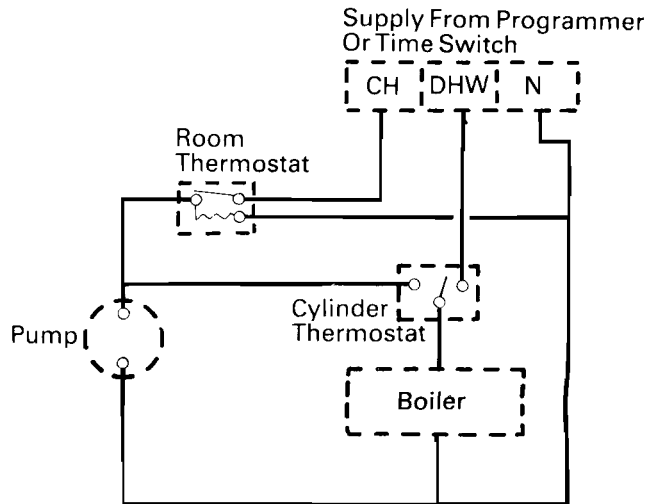 Supply From Programmer
Or Time Switch
CH DHW N
Room
Thermostat
Cylinder
Thermostat
Pump
Boiler